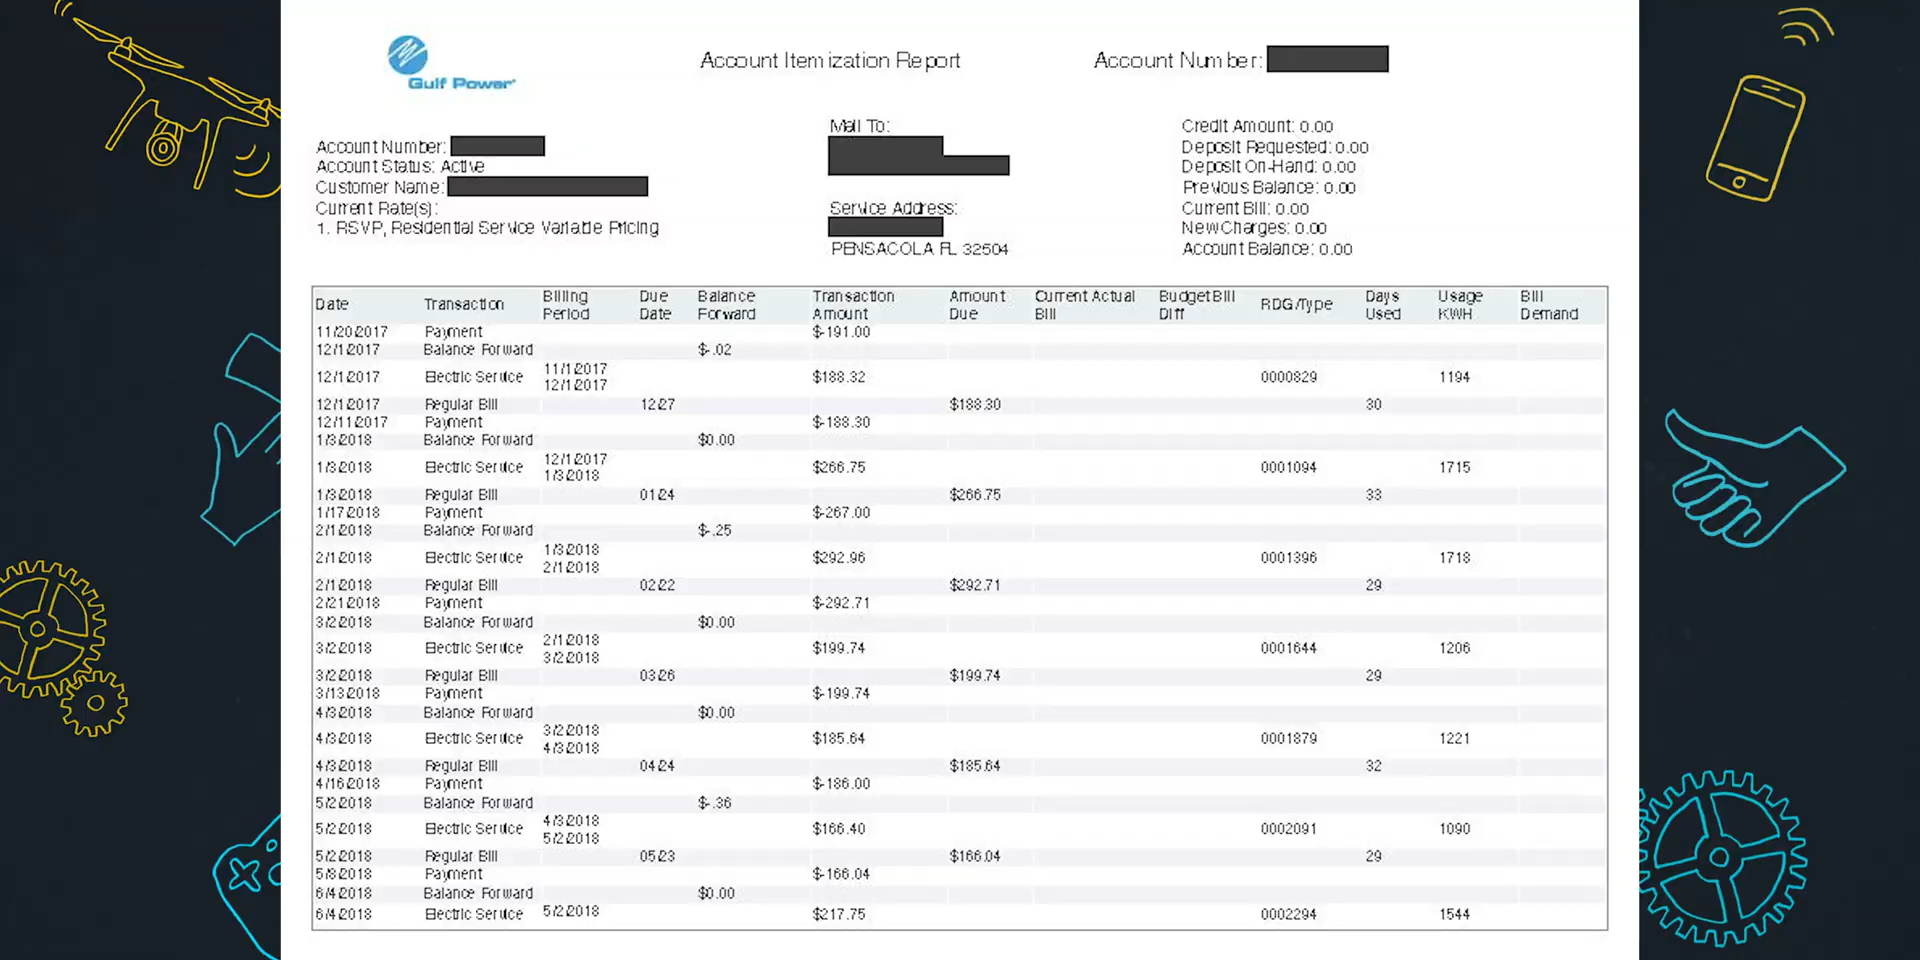 Gulf Power
Account Itemization Report
Account Number:
Account Number:
Account Status: Active
Customer Name:
Current Rate(s):
1. RSVP, Residential Service Variable Pricing
Mail To:
Service Address:
PENSACOLA FL 32504
Credit Amount: 0.00
Deposit Requested: 0.00
Deposit On-Hand: 0.00
Previous Balance: 0.00
Current Bill: 0.00
New Charges: 0.00
Account Balance: 0.00
Date Transaction Billing Period Due Date Balance Forward Transaction Amount Amount Due Current Actual Bill Budget Bill Diff RDG/Type Days Used Usage KWH Bill Demand
11/20/2017 Payment $-191.00
12/1/2017 Balance Forward $-.02
12/1/2017 Electric Service 11/1/2017 12/1/2017 $188.32 0000829 1194
12/1/2017 Regular Bill 12/27 $188.30 30
12/11/2017 Payment $-188.30
1/3/2018 Balance Forward $0.00
1/3/2018 Electric Service 12/1/2017 1/3/2018 $266.75 0001094 1715
1/3/2018 Regular Bill 01/24 $266.75 33
1/17/2018 Payment $-267.00
2/1/2018 Balance Forward $-.25
2/1/2018 Electric Service 1/3/2018 2/1/2018 $292.96 0001396 1718
2/1/2018 Regular Bill 02/22 $292.71 29
2/21/2018 Payment $-292.71
3/2/2018 Balance Forward $0.00
3/2/2018 Electric Service 2/1/2018 3/2/2018 $199.74 0001644 1206
3/2/2018 Regular Bill 03/26 $199.74 29
3/13/2018 Payment $-199.74
4/3/2018 Balance Forward $0.00
4/3/2018 Electric Service 3/2/2018 4/3/2018 $185.64 0001879 1221
4/3/2018 Regular Bill 04/24 $185.64 32
4/16/2018 Payment $-186.00
5/2/2018 Balance Forward $-.36
5/2/2018 Electric Service 4/3/2018 5/2/2018 $166.40 0002091 1090
5/2/2018 Regular Bill 05/23 $166.04 29
5/8/2018 Payment $-166.04
6/4/2018 Balance Forward $0.00
6/4/2018 Electric Service 5/2/2018 $217.75 0002294 1544